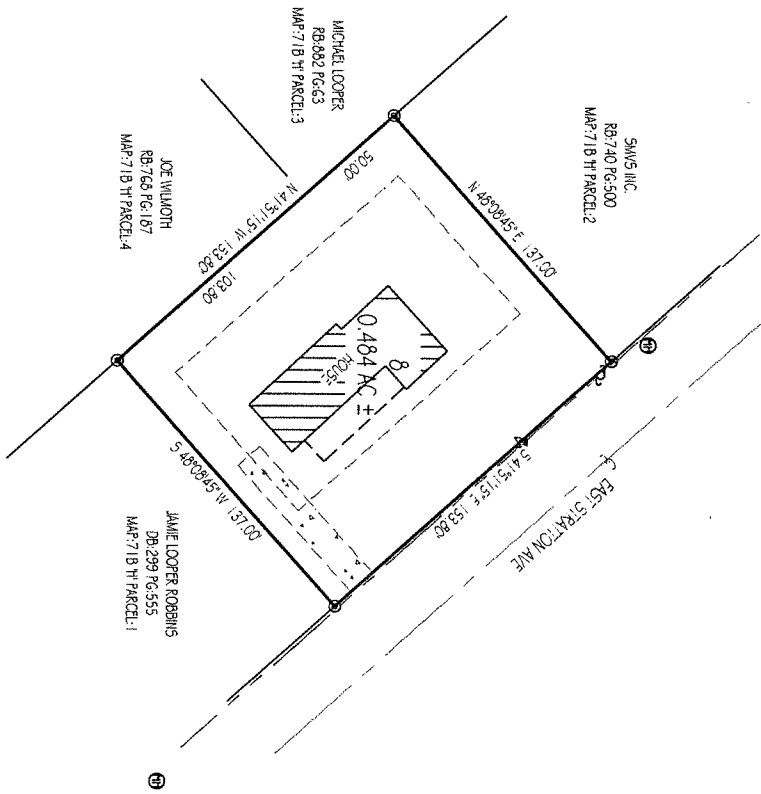 SMVS INC.
RB:740 PG:500
MAP:71B "H" PARCEL:2
MICHAEL LOOPER
RB:882 PG:63
MAP:71B "H" PARCEL:3
JOE WILMOTH
RB:768 PG:187
MAP:71B "H" PARCEL:4
JAMIE LOOPER ROBBINS
DB:299 PG:555
MAP:71B "H" PARCEL:1
N 48°08'45" E 137.00'
50.00'
N 41°51'15" W 153.80'
103.80
S 48°08'45" W 137.00'
S 41°51'15" E 153.80'
EAST STRATTON AVE
8
0.484 AC ±
HOUSE